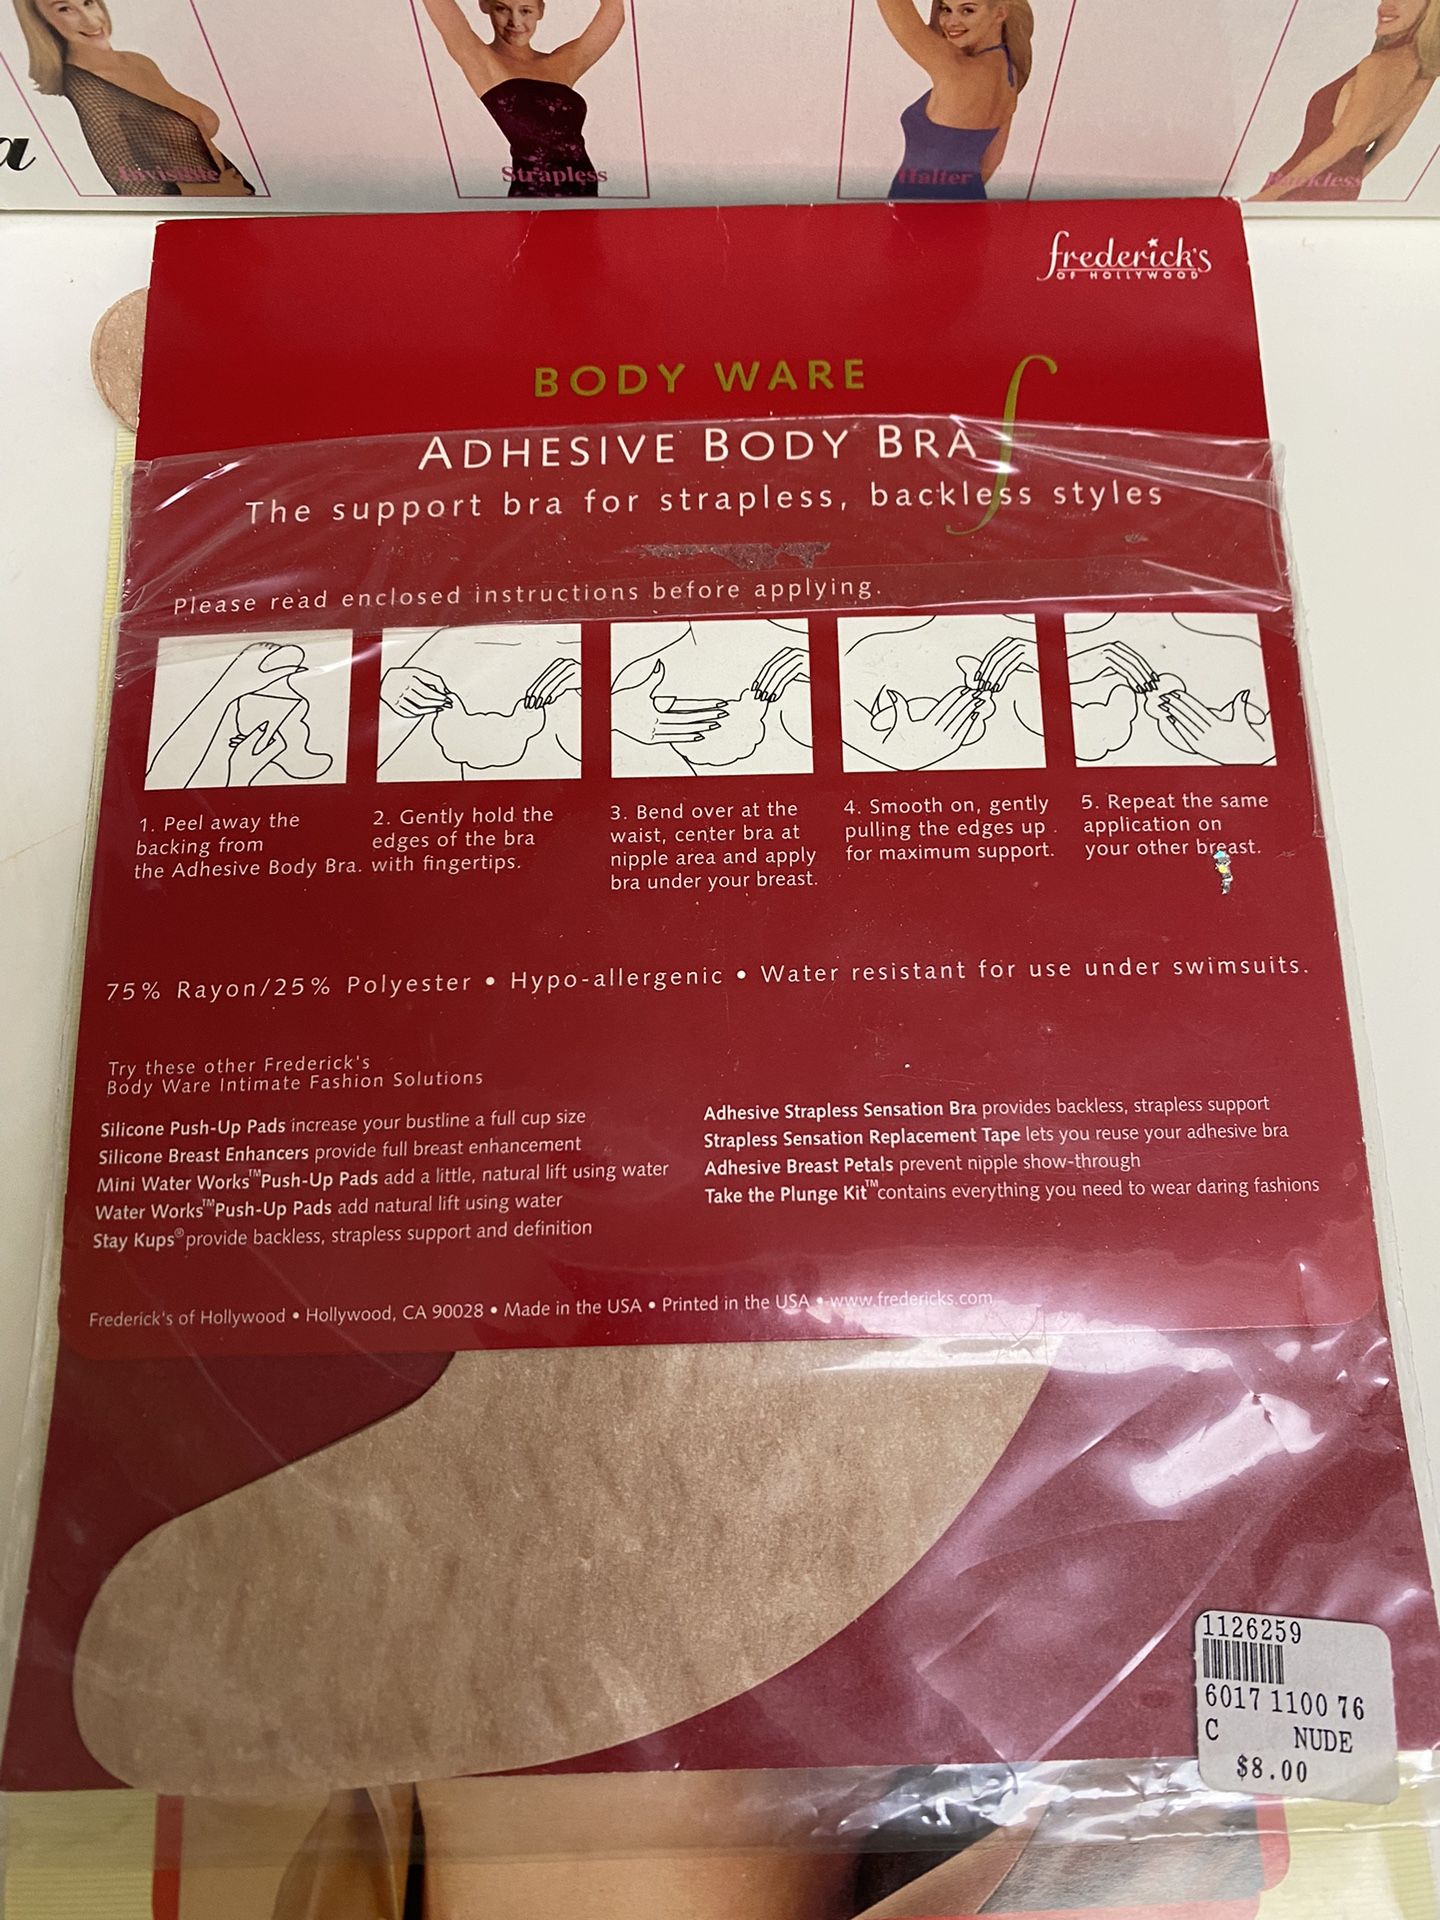 a
Invisible
Strapless
Halter
Backless
frederick's
OF HOLLYWOOD
BODY WARE
f
ADHESIVE BODY BRA
The support bra for strapless, backless styles
Please read enclosed instructions before applying.
1. Peel away the
backing from
the Adhesive Body Bra.
2. Gently hold the
edges of the bra
with fingertips.
3. Bend over at the
waist, center bra at
nipple area and apply
bra under your breast.
4. Smooth on, gently
pulling the edges up
for maximum support.
5. Repeat the same
application on
your other breast.
75% Rayon/25% Polyester • Hypo-allergenic • Water resistant for use under swimsuits.
Try these other Frederick's
Body Ware Intimate Fashion Solutions
Silicone Push-Up Pads increase your bustline a full cup size
Silicone Breast Enhancers provide full breast enhancement
Mini Water Works™ Push-Up Pads add a little, natural lift using water
Water Works™ Push-Up Pads add natural lift using water
Stay Kups® provide backless, strapless support and definition
Adhesive Strapless Sensation Bra provides backless, strapless support
Strapless Sensation Replacement Tape lets you reuse your adhesive bra
Adhesive Breast Petals prevent nipple show-through
Take the Plunge Kit™ contains everything you need to wear daring fashions
Frederick's of Hollywood • Hollywood, CA 90028 • Made in the USA • Printed in the USA • www.fredericks.com
1126259
6017 1100 76
C NUDE
$8.00